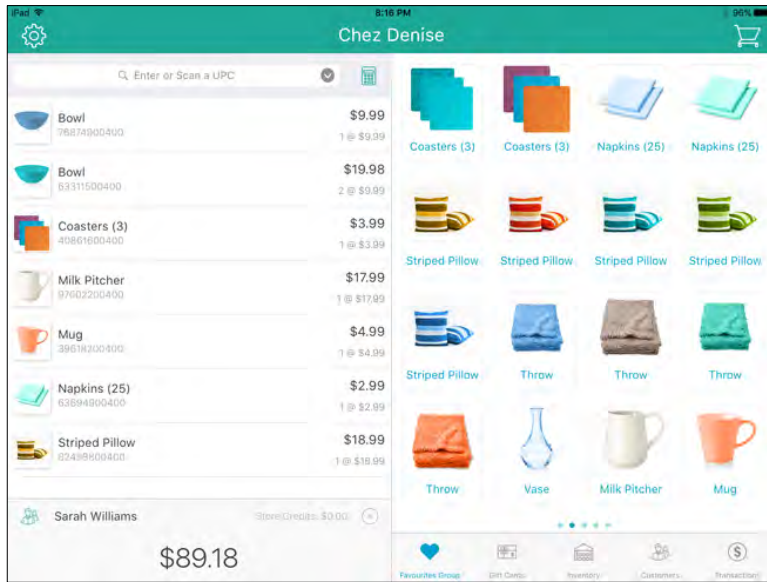 iPad
8:16 PM
96%
Chez Denise
Enter or Scan a UPC
Bowl
$9.99
76874900400
1 @ $9.99
Bowl
$19.98
63311500400
2 @ $9.99
Coasters (3)
$3.99
40861600400
1 @ $3.99
Milk Pitcher
$17.99
97602200400
1 @ $17.99
Mug
$4.99
39618200400
1 @ $4.99
Napkins (25)
$2.99
63694900400
1 @ $2.99
Striped Pillow
$18.99
62499800400
1 @ $18.99
Sarah Williams
Store Credits: $0.00
$89.18
Coasters (3)
Coasters (3)
Napkins (25)
Napkins (25)
Striped Pillow
Striped Pillow
Striped Pillow
Striped Pillow
Striped Pillow
Throw
Throw
Throw
Throw
Vase
Milk Pitcher
Mug
Favourites Group
Gift Cards
Inventory
Customers
Transaction